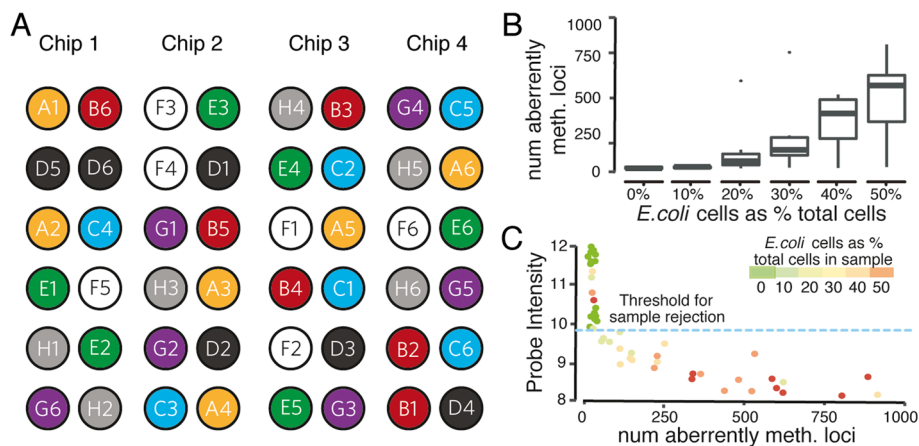 A
Chip 1 Chip 2 Chip 3 Chip 4
A1 B6 F3 E3 H4 B3 G4 C5
D5 D6 F4 D1 E4 C2 H5 A6
A2 C4 G1 B5 F1 A5 F6 E6
E1 F5 H3 A3 B4 C1 H6 G5
H1 E2 G2 D2 F2 D3 B2 C6
G6 H2 C3 A4 E5 G3 B1 D4
B
num aberrently
meth. loci
1000
750
500
250
0
0% 10% 20% 30% 40% 50%
E.coli cells as % total cells
C
E.coli cells as %
total cells in sample
0 10 20 30 40 50
Threshold for
sample rejection
Probe Intensity
12
11
10
9
8
0 250 500 750 1000
num aberrently meth. loci